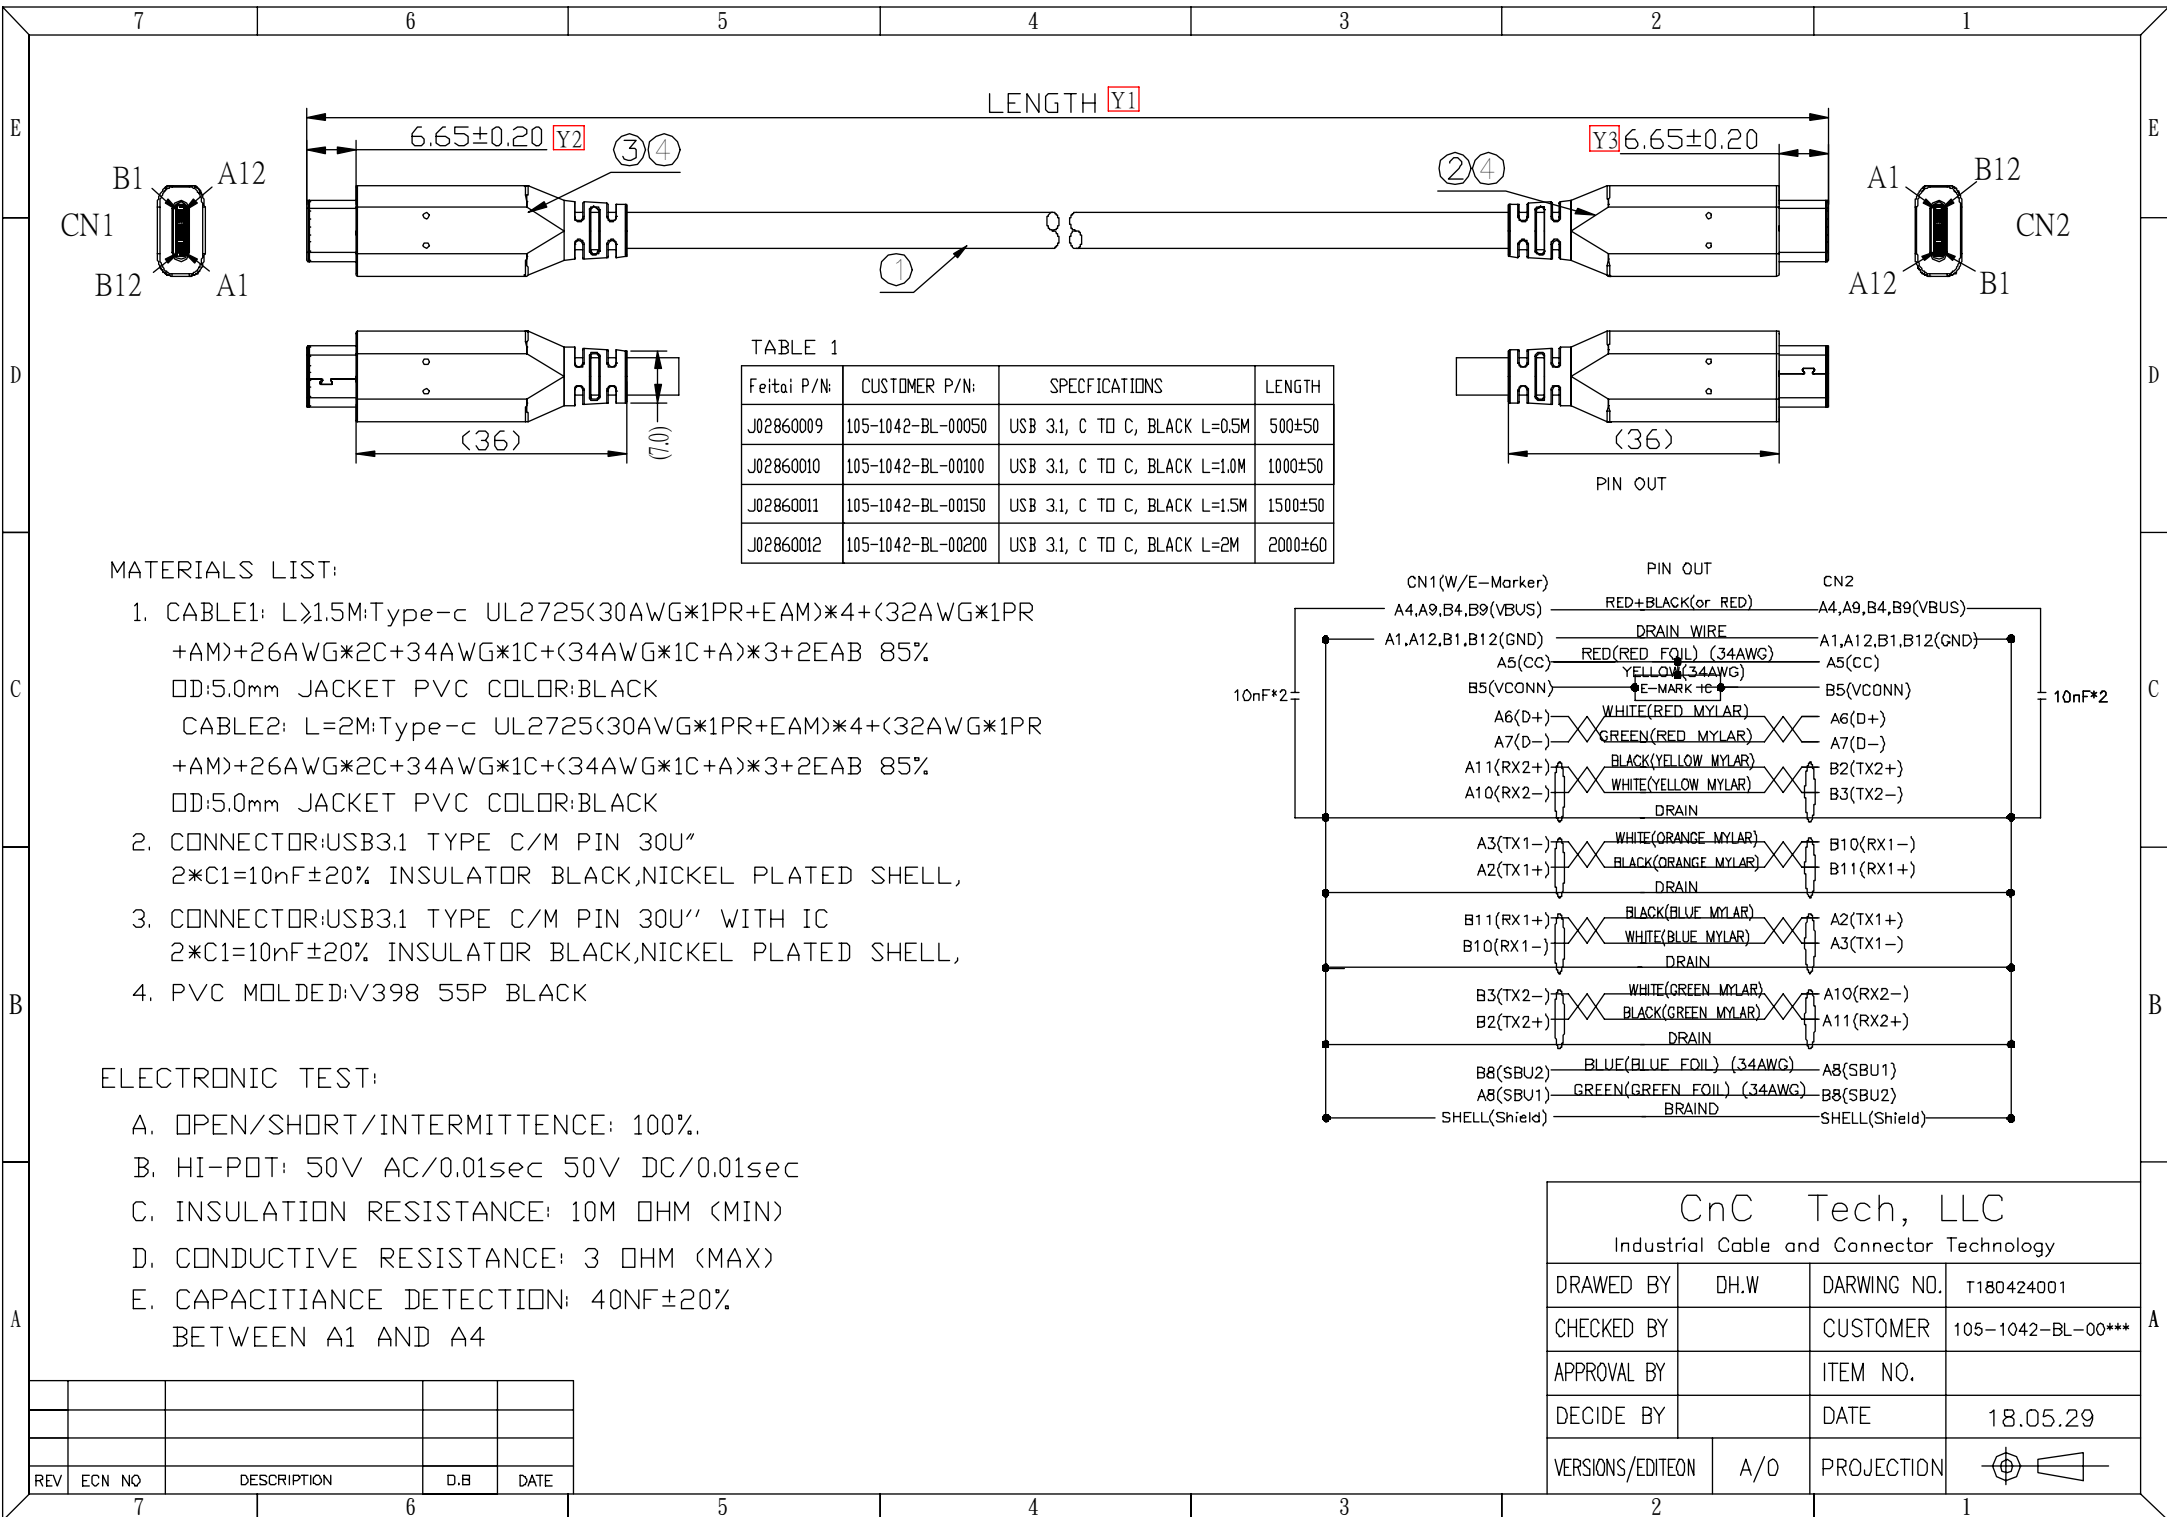 7 6 5 4 3 2 1
E E
D D
C C
B B
A A
LENGTH Y1
6.65±0.20 Y2
Y3 6.65±0.20
③④
②④
①
B1 A12
CN1
B12 A1
A1 B12
CN2
A12 B1
(36)
(7.0)
(36)
PIN OUT
TABLE 1
Feitai P/N: CUSTOMER P/N: SPECFICATIONS LENGTH
J02860009 105-1042-BL-00050 USB 3.1, C TO C, BLACK L=0.5M 500±50
J02860010 105-1042-BL-00100 USB 3.1, C TO C, BLACK L=1.0M 1000±50
J02860011 105-1042-BL-00150 USB 3.1, C TO C, BLACK L=1.5M 1500±50
J02860012 105-1042-BL-00200 USB 3.1, C TO C, BLACK L=2M 2000±60
MATERIALS LIST:
1. CABLE1: L≥1.5M:Type-c UL2725(30AWG*1PR+EAM)*4+(32AWG*1PR
+AM)+26AWG*2C+34AWG*1C+(34AWG*1C+A)*3+2EAB 85%
OD:5.0mm JACKET PVC COLOR:BLACK
CABLE2: L=2M:Type-c UL2725(30AWG*1PR+EAM)*4+(32AWG*1PR
+AM)+26AWG*2C+34AWG*1C+(34AWG*1C+A)*3+2EAB 85%
OD:5.0mm JACKET PVC COLOR:BLACK
2. CONNECTOR:USB3.1 TYPE C/M PIN 30U"
2*C1=10nF±20% INSULATOR BLACK,NICKEL PLATED SHELL,
3. CONNECTOR:USB3.1 TYPE C/M PIN 30U'' WITH IC
2*C1=10nF±20% INSULATOR BLACK,NICKEL PLATED SHELL,
4. PVC MOLDED:V398 55P BLACK
ELECTRONIC TEST:
A. OPEN/SHORT/INTERMITTENCE: 100%.
B. HI-POT: 50V AC/0.01sec 50V DC/0.01sec
C. INSULATION RESISTANCE: 10M OHM (MIN)
D. CONDUCTIVE RESISTANCE: 3 OHM (MAX)
E. CAPACITIANCE DETECTION: 40NF±20%
BETWEEN A1 AND A4
PIN OUT
CN1(W/E-Marker) CN2
A4,A9,B4,B9(VBUS) RED+BLACK(or RED) A4,A9,B4,B9(VBUS)
A1,A12,B1,B12(GND) DRAIN WIRE A1,A12,B1,B12(GND)
A5(CC) RED(RED FOIL) (34AWG) A5(CC)
YELLOW(34AWG)
B5(VCONN) E-MARK IC B5(VCONN)
10nF*2 10nF*2
A6(D+) WHITE(RED MYLAR) A6(D+)
A7(D-) GREEN(RED MYLAR) A7(D-)
A11(RX2+) BLACK(YELLOW MYLAR) B2(TX2+)
A10(RX2-) WHITE(YELLOW MYLAR) B3(TX2-)
DRAIN
A3(TX1-) WHITE(ORANGE MYLAR) B10(RX1-)
A2(TX1+) BLACK(ORANGE MYLAR) B11(RX1+)
DRAIN
B11(RX1+) BLACK(BLUE MYLAR) A2(TX1+)
B10(RX1-) WHITE(BLUE MYLAR) A3(TX1-)
DRAIN
B3(TX2-) WHITE(GREEN MYLAR) A10(RX2-)
B2(TX2+) BLACK(GREEN MYLAR) A11(RX2+)
DRAIN
B8(SBU2) BLUE(BLUE FOIL) (34AWG) A8(SBU1)
A8(SBU1) GREEN(GREEN FOIL) (34AWG) B8(SBU2)
SHELL(Shield) BRAIND SHELL(Shield)
CnC Tech, LLC
Industrial Cable and Connector Technology
DRAWED BY DH.W DARWING NO. T180424001
CHECKED BY CUSTOMER 105-1042-BL-00***
APPROVAL BY ITEM NO.
DECIDE BY DATE 18.05.29
VERSIONS/EDITEON A/0 PROJECTION
REV ECN NO DESCRIPTION D.B DATE
7 6 5 4 3 2 1